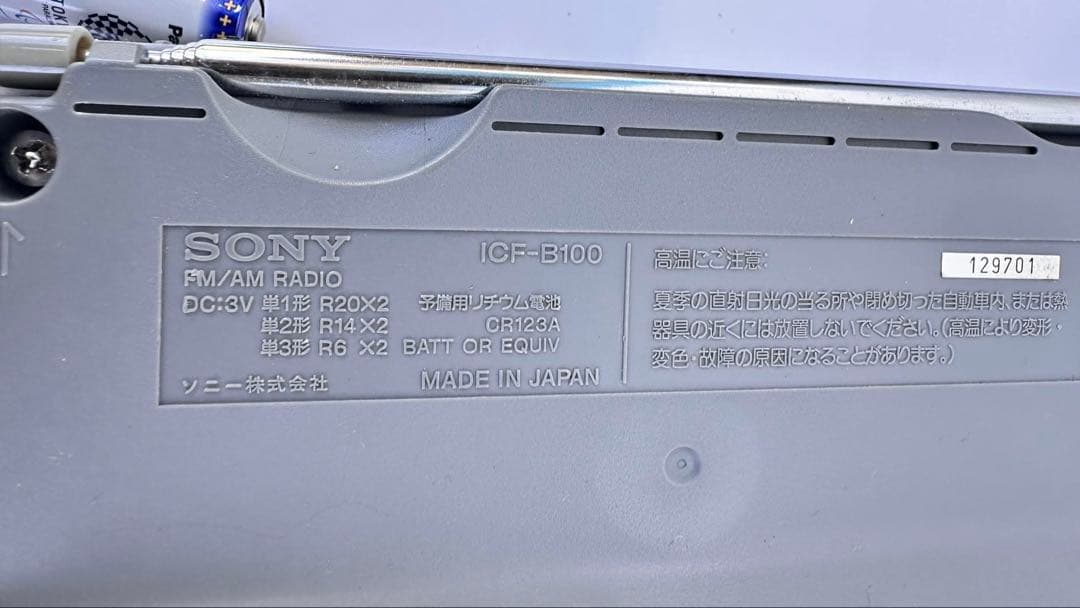 SONY
ICF-B100
FM/AM RADIO
DC:3V 単1形 R20×2
単2形 R14×2
単3形 R6 ×2
予備用リチウム電池
CR123A
BATT OR EQUIV
ソニー株式会社
MADE IN JAPAN
高温にご注意:
129701
夏季の直射日光の当る所や閉め切った自動車内、または熱
器具の近くには放置しないでください。(高温により変形・
変色・故障の原因になることがあります。)